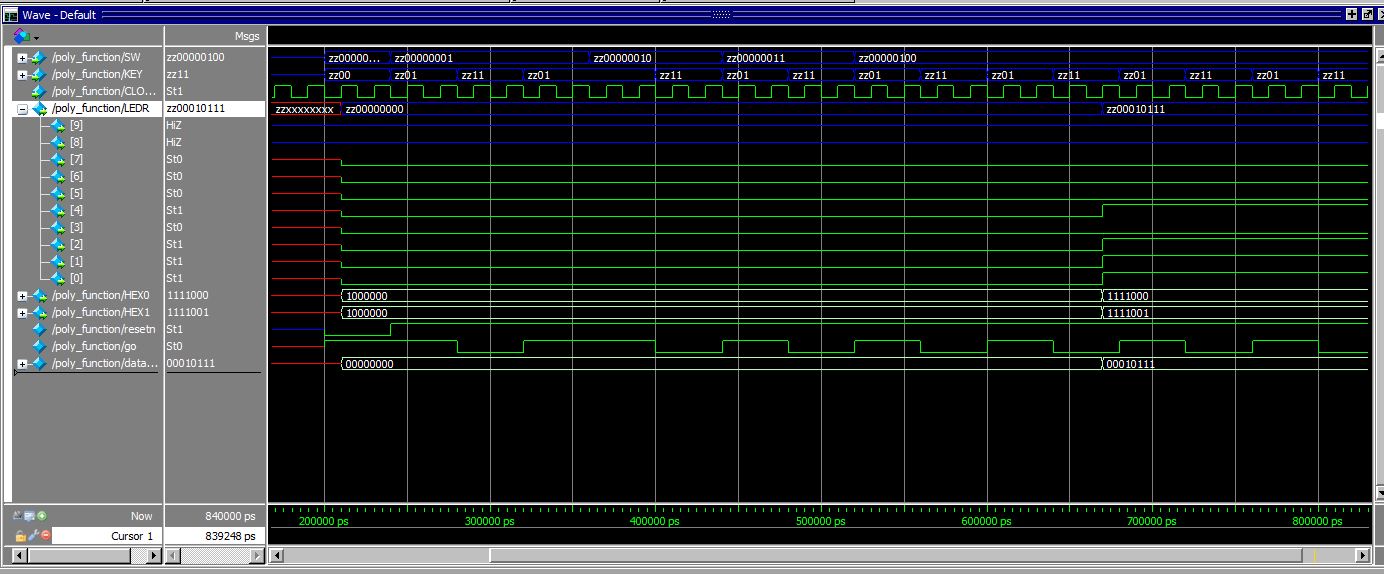 Wave - Default
Msgs
/poly_function/SW zz00000100 zz00000... zz00000001 zz00000010 zz00000011 zz00000100
/poly_function/KEY zz11 zz00 zz01 zz11 zz01 zz11 zz01 zz11 zz01 zz11 zz01 zz11 zz01 zz11 zz01 zz11
/poly_function/CLO... St1
/poly_function/LEDR zz00010111 zzxxxxxxxx zz00000000 zz00010111
[9] HiZ
[8] HiZ
[7] St0
[6] St0
[5] St0
[4] St1
[3] St0
[2] St1
[1] St1
[0] St1
/poly_function/HEX0 1111000 1000000 1111000
/poly_function/HEX1 1111001 1000000 1111001
/poly_function/resetn St1
/poly_function/go St0
/poly_function/data... 00010111 00000000 00010111
Now 840000 ps 200000 ps 300000 ps 400000 ps 500000 ps 600000 ps 700000 ps 800000 ps
Cursor 1 839248 ps